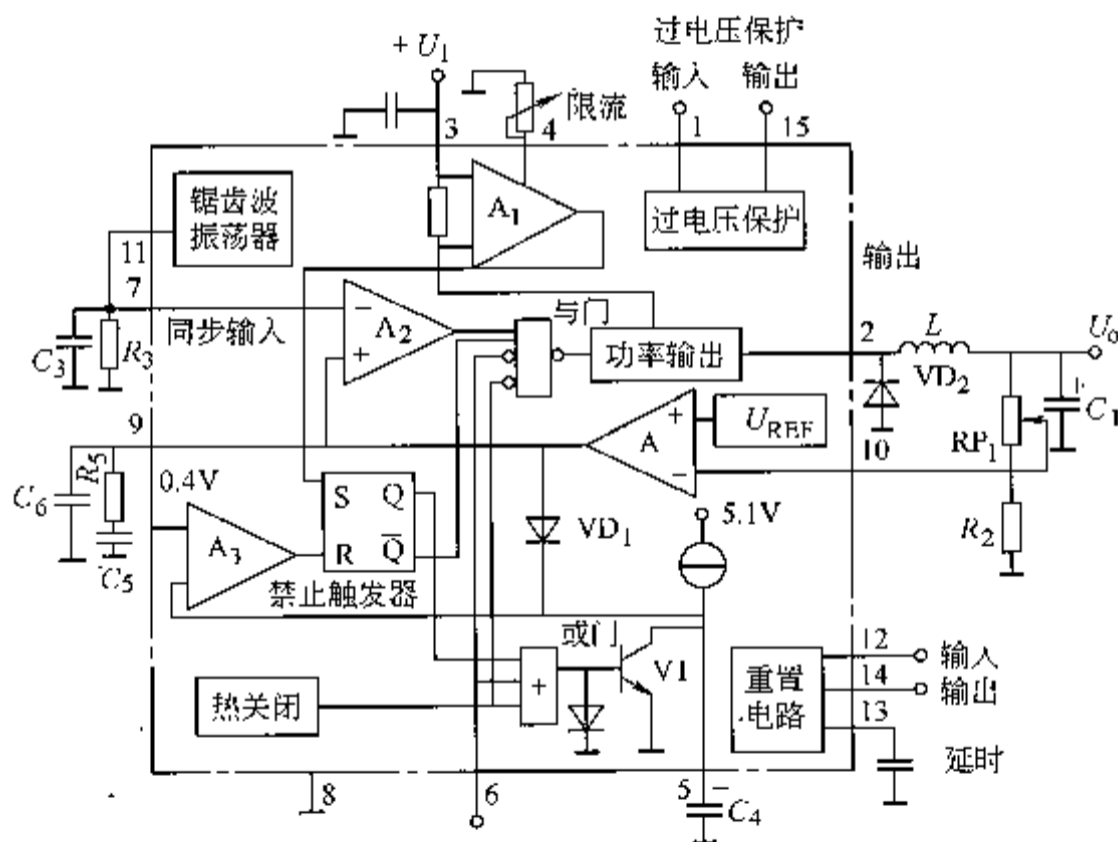 过电压保护
+ U₁
输入 输出
限流
3
4
1
15
锯齿波
振荡器
A₁
过电压保护
11
输出
7
同步输入
A₂
与门
功率输出
2
L
Uₒ
C₃
R₃
VD₂
C₁
+
9
A
U_REF
10
RP₁
R₅
C₆
0.4V
S Q
5.1V
A₃
R Q̅
VD₁
R₂
C₅
禁止触发器
或门
V1
12
输入
14
输出
热关闭
+
重置
电路
13
延时
8
6
5
C₄